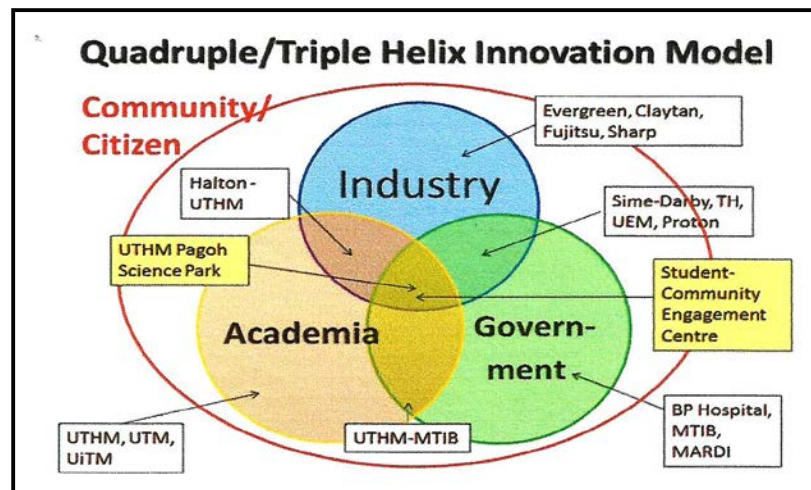 Quadruple/Triple Helix Innovation Model
Community/
Citizen
Evergreen, Claytan,
Fujitsu, Sharp
Halton -
UTHM
Industry
Sime-Darby, TH,
UEM, Proton
UTHM Pagoh
Science Park
Student-
Community
Engagement
Centre
Academia
Govern-
ment
UTHM, UTM,
UiTM
UTHM-MTIB
BP Hospital,
MTIB,
MARDI